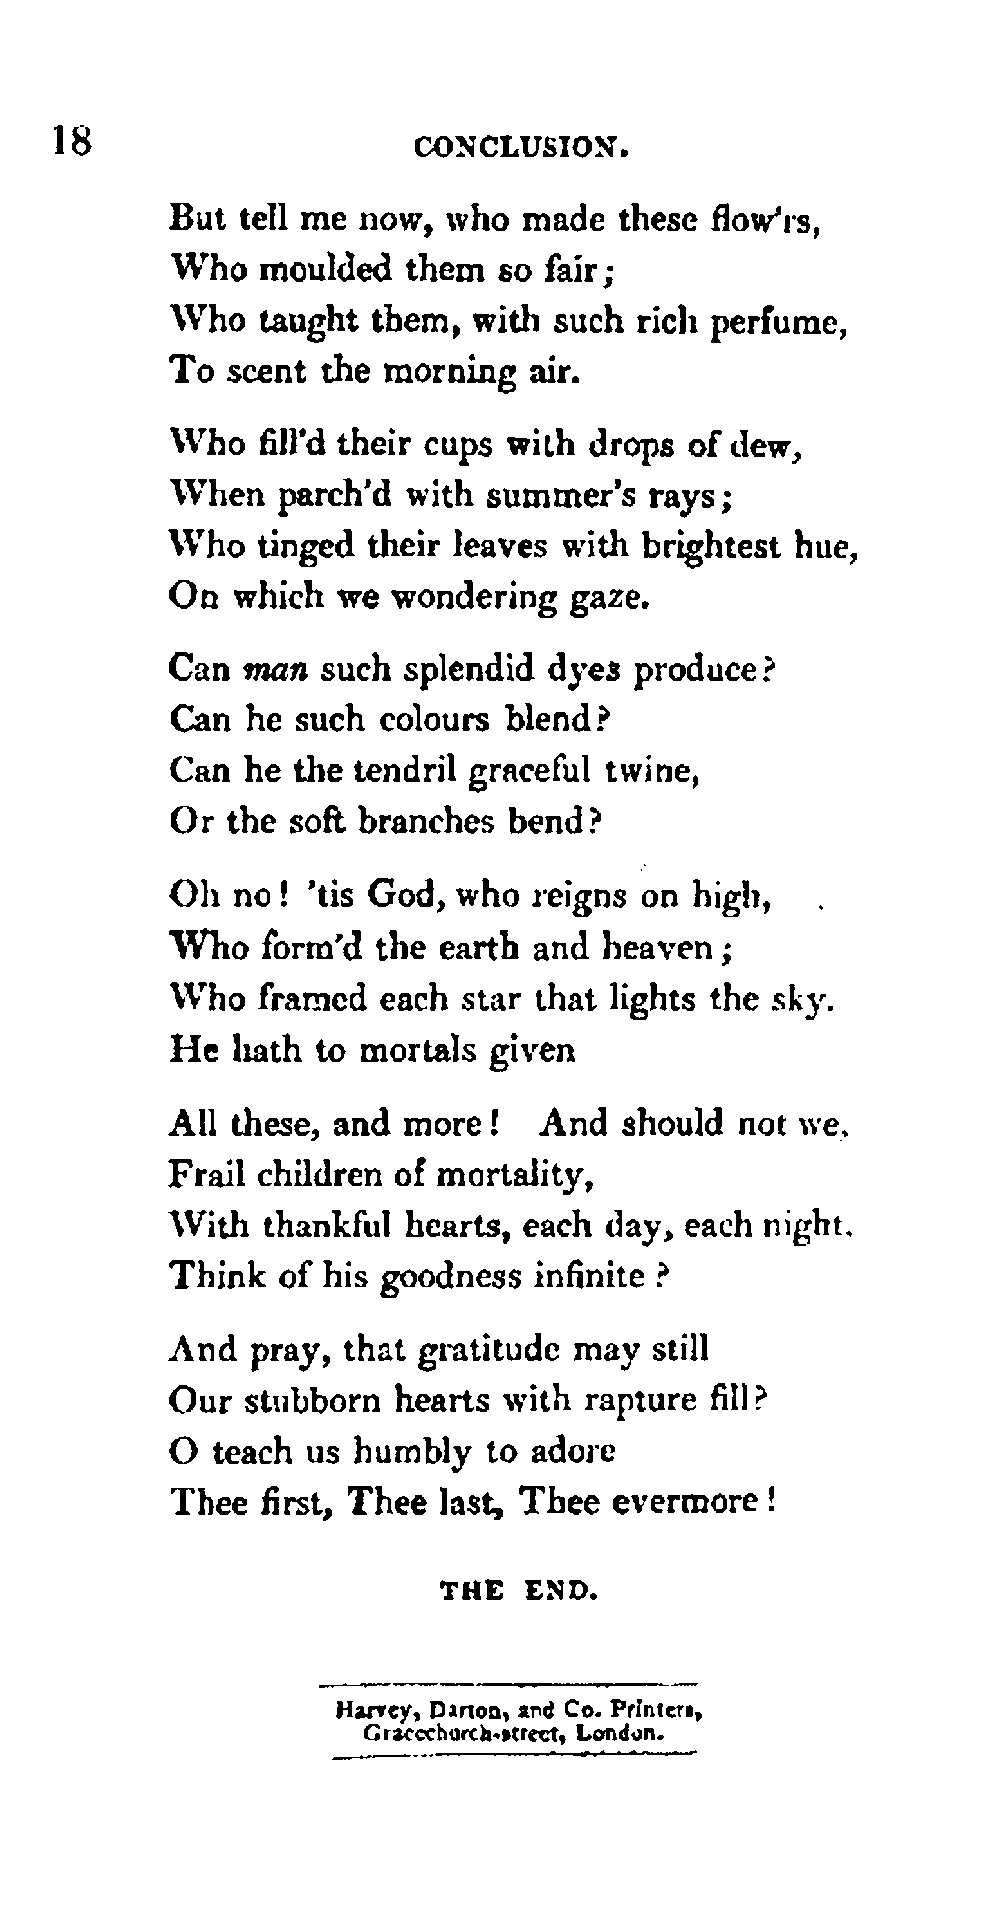 18
CONCLUSION.
But tell me now, who made these flow'rs,
Who moulded them so fair;
Who taught them, with such rich perfume,
To scent the morning air.
Who fill'd their cups with drops of dew,
When parch'd with summer's rays;
Who tinged their leaves with brightest hue,
On which we wondering gaze.
Can man such splendid dyes produce?
Can he such colours blend?
Can he the tendril graceful twine,
Or the soft branches bend?
Oh no! 'tis God, who reigns on high,
Who form'd the earth and heaven;
Who framed each star that lights the sky.
He hath to mortals given
All these, and more! And should not we,
Frail children of mortality,
With thankful hearts, each day, each night,
Think of his goodness infinite?
And pray, that gratitude may still
Our stubborn hearts with rapture fill?
O teach us humbly to adore
Thee first, Thee last, Thee evermore!
THE END.
Harvey, Darton, and Co. Printers,
Gracechurch-street, London.